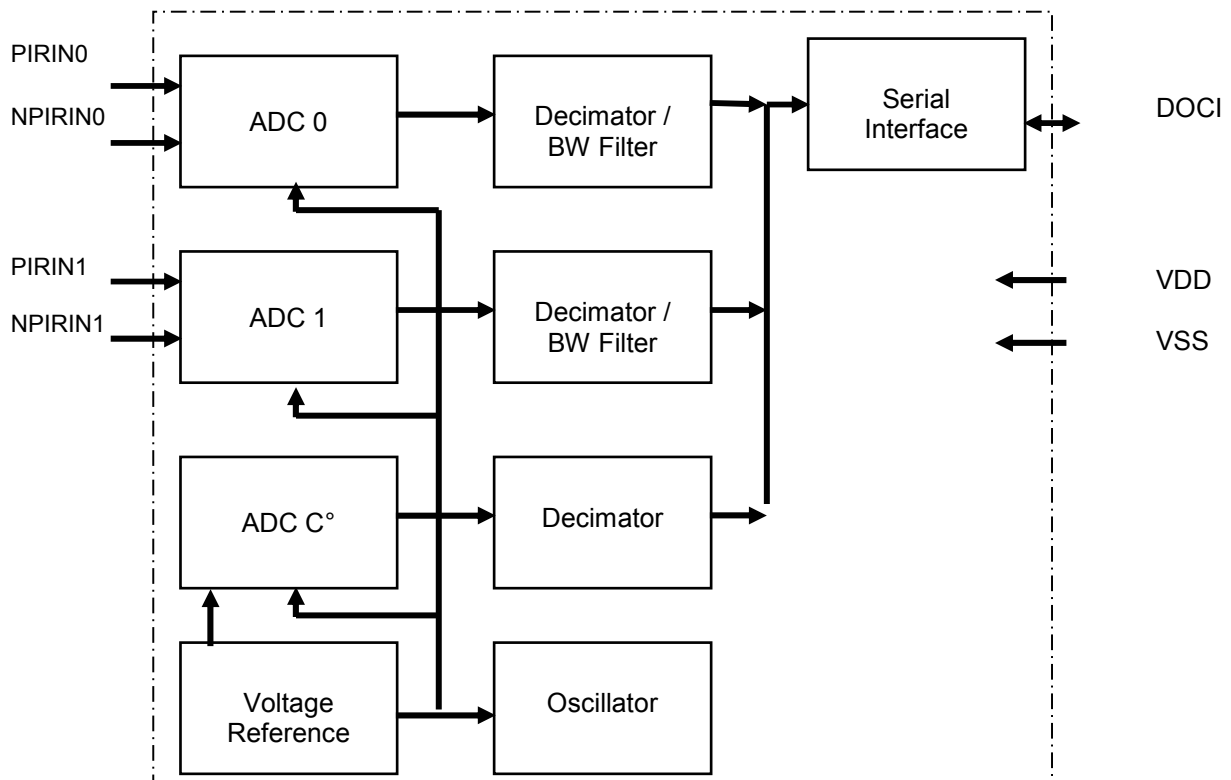 PIRIN0
NPIRIN0
ADC 0
Decimator /
BW Filter
Serial
Interface
DOCI
PIRIN1
NPIRIN1
ADC 1
Decimator /
BW Filter
VDD
VSS
ADC C°
Decimator
Voltage
Reference
Oscillator